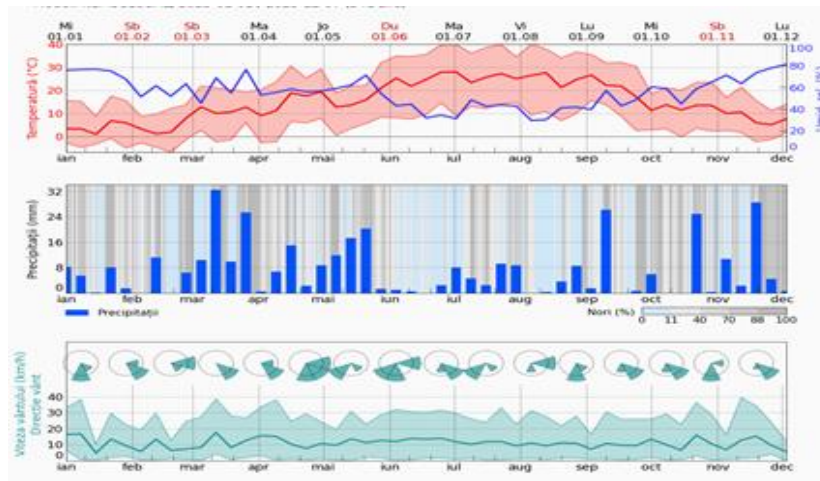 Mi Sb Sb Ma Jo Du Ma Vi Lu Mi Sb Lu
01.01 01.02 01.03 01.04 01.05 01.06 01.07 01.08 01.09 01.10 01.11 01.12
Temperatură (°C)
40
30
20
10
0
100
80
60
40
20
0
ian feb mar apr mai iun iul aug sep oct nov dec
Precipitații (mm)
32
24
16
8
0
ian feb mar apr mai iun iul aug sep oct nov dec
Precipitații
Nori (%)
0 11 40 70 88 100
Viteza vântului (km/h)
Direcție vânt
40
30
20
10
0
ian feb mar apr mai iun iul aug sep oct nov dec